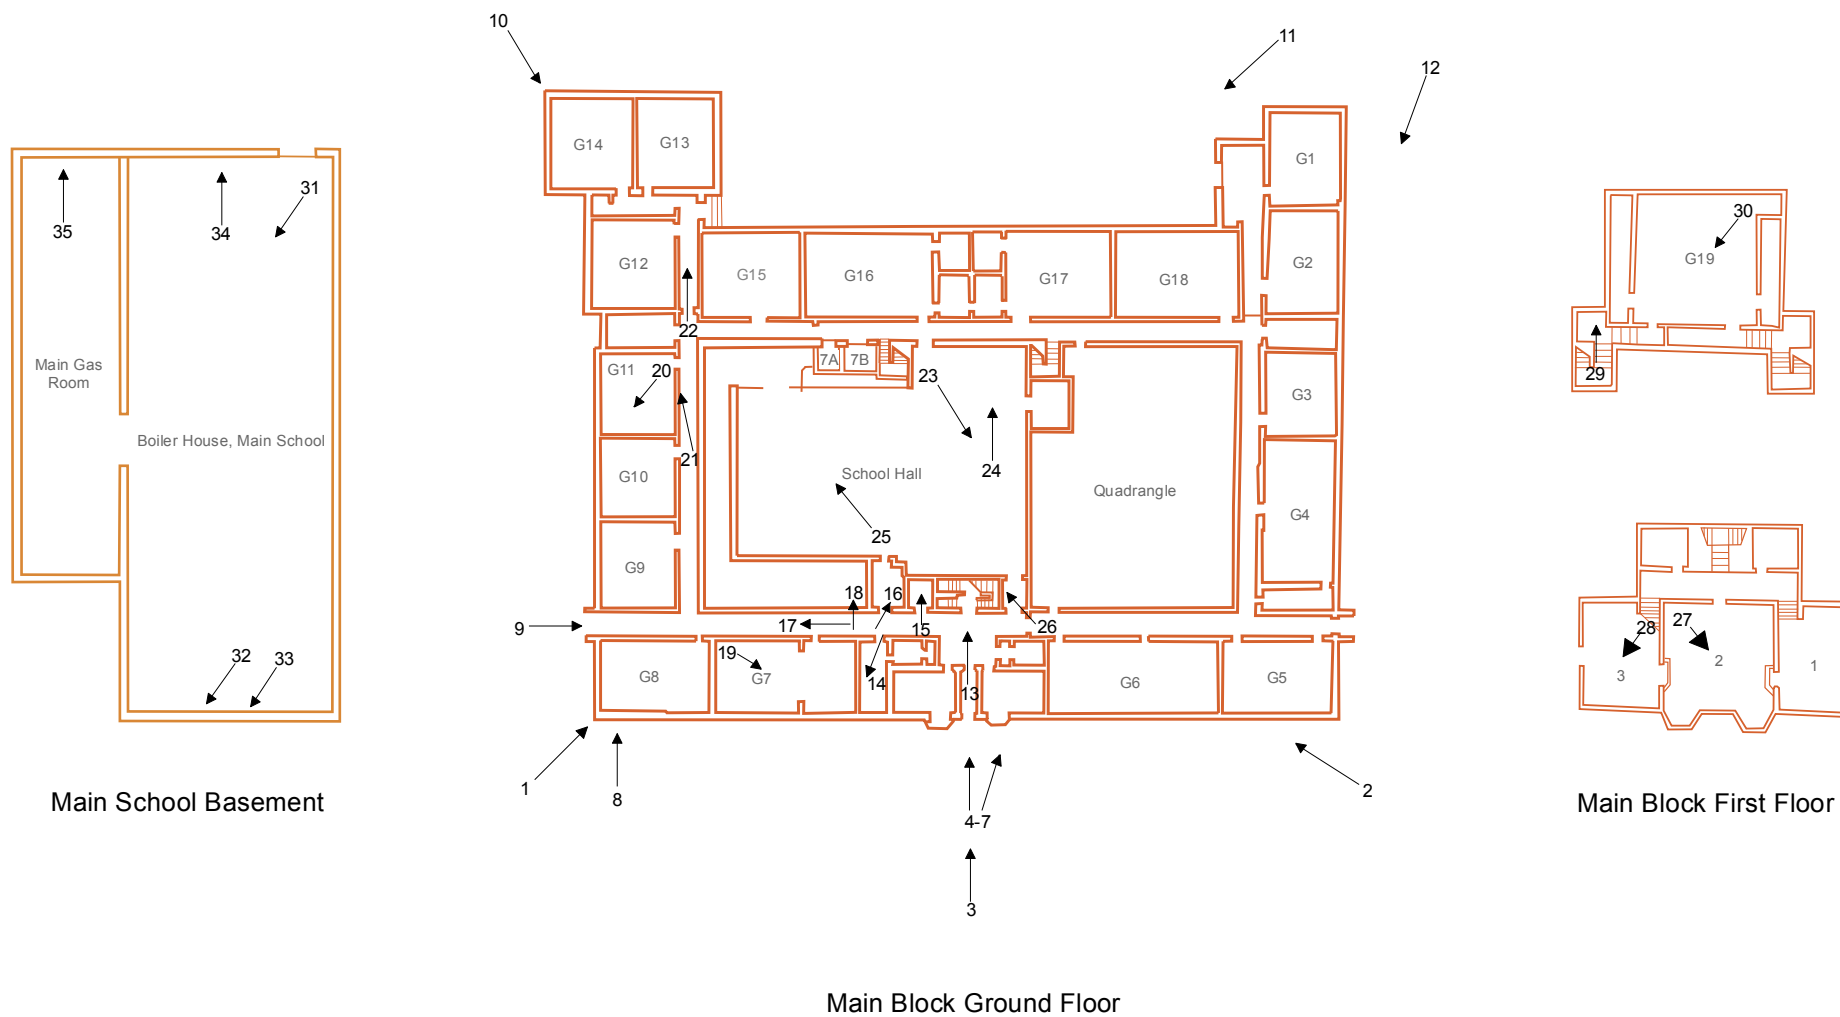 10
11
12
G14
G13
G1
31
35
34
30
G12
G15
G16
G17
G18
G2
G19
22
7A
7B
Main Gas
Room
G11
20
23
29
G3
Boiler House, Main School
21
G10
School Hall
24
Quadrangle
G4
25
G9
18
16
9
17
15
26
28
27
32
33
19
G8
G7
14
13
G6
G5
3
2
1
1
8
2
4-7
Main School Basement
Main Block First Floor
3
Main Block Ground Floor